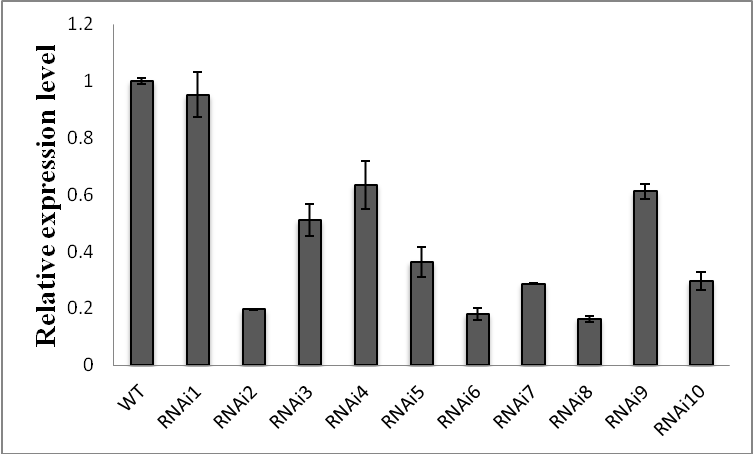 Relative expression level
1.2
1
0.8
0.6
0.4
0.2
0
WT
RNAi1
RNAi2
RNAi3
RNAi4
RNAi5
RNAi6
RNAi7
RNAi8
RNAi9
RNAi10